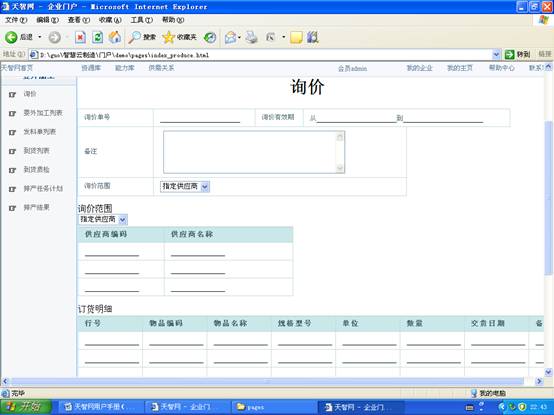 天智网 - 企业门户 - Microsoft Internet Explorer
文件(F) 编辑(E) 查看(V) 收藏(A) 工具(T) 帮助(H)
后退 搜索 收藏夹
地址(D) D:\guo\智慧云制造\门户\demo\pages\index_produce.html 转到 链接
天智网首页 资源库 能力库 供需关系 会员admin 我的企业 我的主页 帮助中心 联系我们
询价
询价
委外加工列表
发料单列表
到货列表
到货质检
排产任务计划
排产结果
询价单号 询价有效期 从 到
备注
询价范围 指定供应商
询价范围
指定供应商
供应商编码 供应商名称
订货明细
行号 物品编码 物品名称 规格型号 单位 数量 交货日期 备
完毕 我的电脑
开始 天智网用户手册(... 天智网 - 企业门... pages 天智网 - 企业门... 22:43